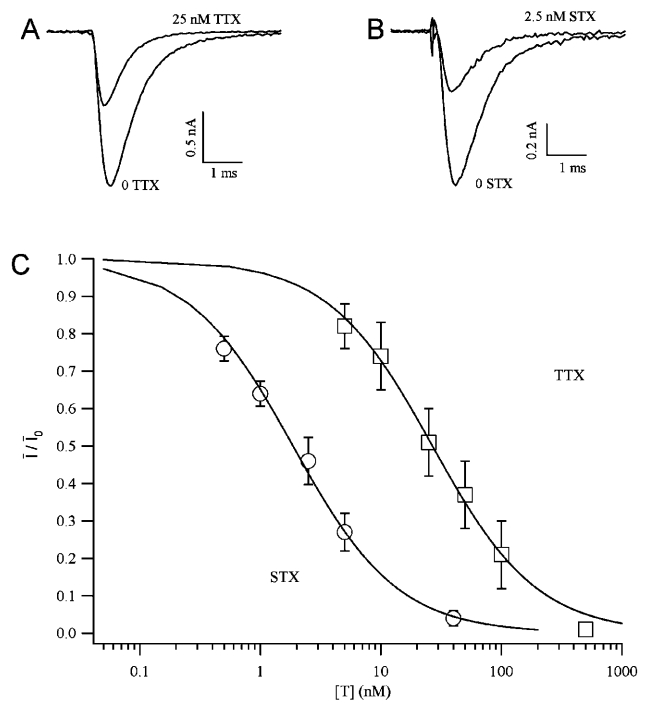 A
25 nM TTX
0.5 nA
1 ms
0 TTX
B
2.5 nM STX
0.2 nA
1 ms
0 STX
C
1.0
0.9
0.8
0.7
0.6
0.5
0.4
0.3
0.2
0.1
0.0
Ī / Ī0
TTX
STX
0.1
1
10
100
1000
[T] (nM)